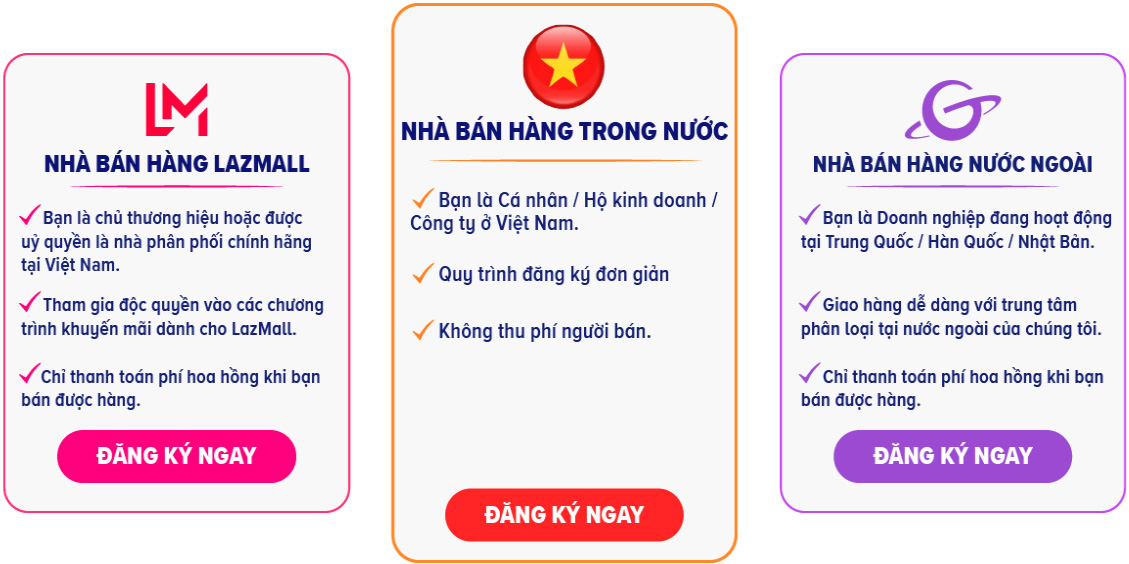 LM
NHÀ BÁN HÀNG LAZMALL
Bạn là chủ thương hiệu hoặc được
uỷ quyền là nhà phân phối chính hãng
tại Việt Nam.
Tham gia độc quyền vào các chương
trình khuyến mãi dành cho LazMall.
Chỉ thanh toán phí hoa hồng khi bạn
bán được hàng.
ĐĂNG KÝ NGAY
NHÀ BÁN HÀNG TRONG NƯỚC
Bạn là Cá nhân / Hộ kinh doanh /
Công ty ở Việt Nam.
Quy trình đăng ký đơn giản
Không thu phí người bán.
ĐĂNG KÝ NGAY
G
NHÀ BÁN HÀNG NƯỚC NGOÀI
Bạn là Doanh nghiệp đang hoạt động
tại Trung Quốc / Hàn Quốc / Nhật Bản.
Giao hàng dễ dàng với trung tâm
phân loại tại nước ngoài của chúng tôi.
Chỉ thanh toán phí hoa hồng khi bạn
bán được hàng.
ĐĂNG KÝ NGAY